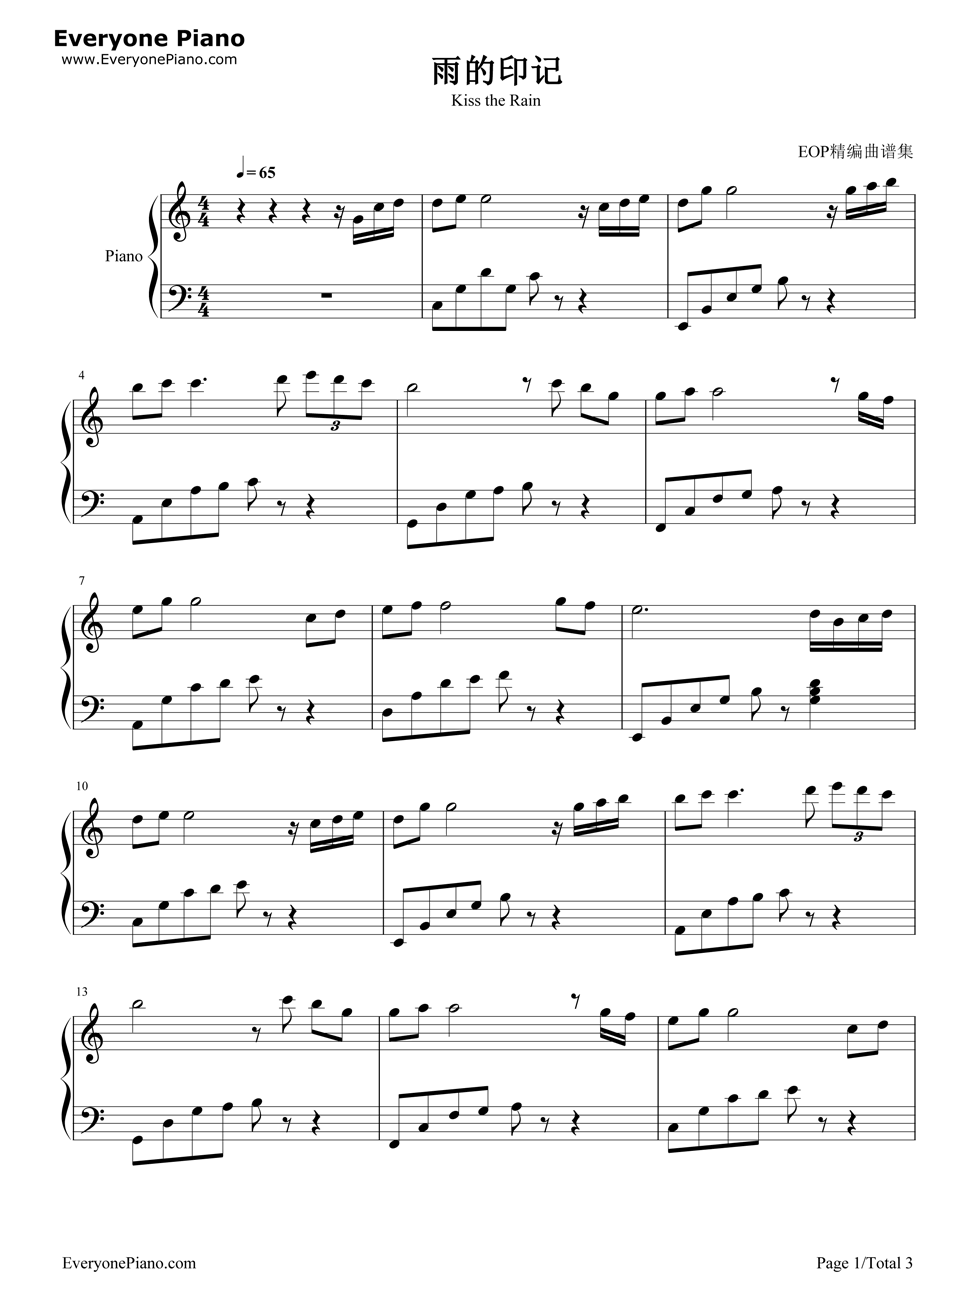 Everyone Piano
www.EveryonePiano.com
雨的印记
Kiss the Rain
EOP精编曲谱集
= 65
Piano
4
4
4
4
4
3
7
10
3
13
EveryonePiano.com
Page 1/Total 3